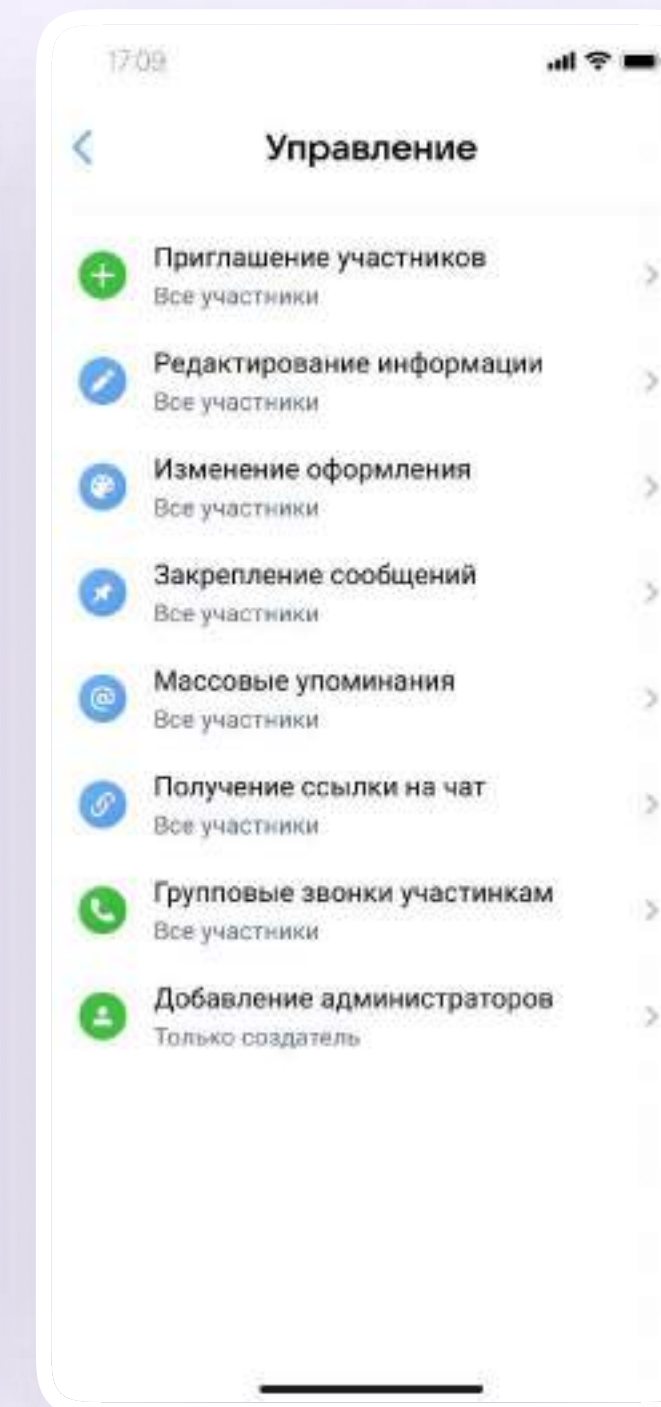 17:09
Управление
Приглашение участников
Все участники
Редактирование информации
Все участники
Изменение оформления
Все участники
Закрепление сообщений
Все участники
Массовые упоминания
Все участники
Получение ссылки на чат
Все участники
Групповые звонки участинкам
Все участники
Добавление администраторов
Только создатель